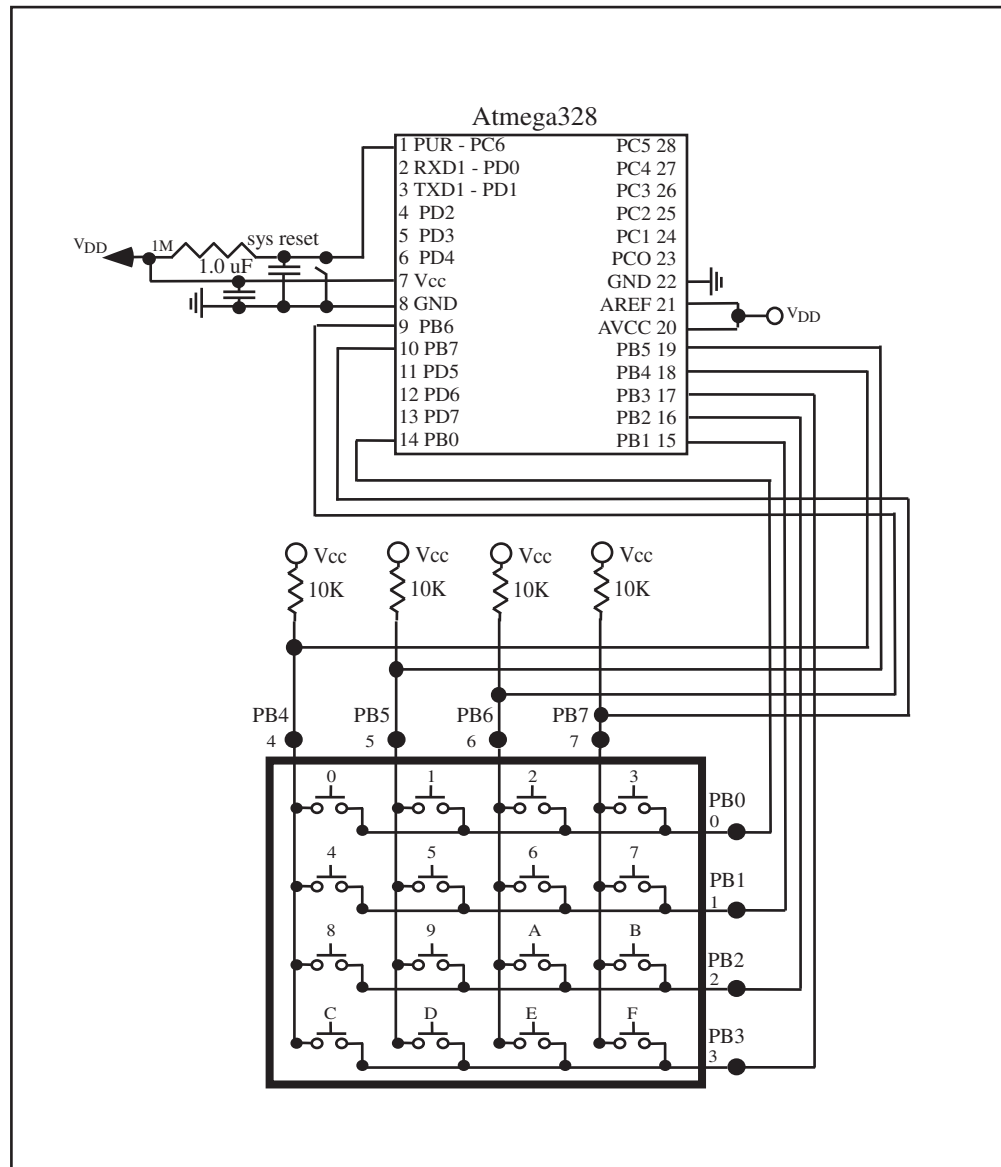 Atmega328
1 PUR - PC6
2 RXD1 - PD0
3 TXD1 - PD1
4 PD2
5 PD3
6 PD4
7 Vcc
8 GND
9 PB6
10 PB7
11 PD5
12 PD6
13 PD7
14 PB0
PC5 28
PC4 27
PC3 26
PC2 25
PC1 24
PCO 23
GND 22
AREF 21
AVCC 20
PB5 19
PB4 18
PB3 17
PB2 16
PB1 15
VDD
1M
sys reset
1.0 uF
VDD
Vcc
10K
Vcc
10K
Vcc
10K
Vcc
10K
PB4
4
PB5
5
PB6
6
PB7
7
0 1 2 3
PB0
0
4 5 6 7
PB1
1
8 9 A B
PB2
2
C D E F
PB3
3